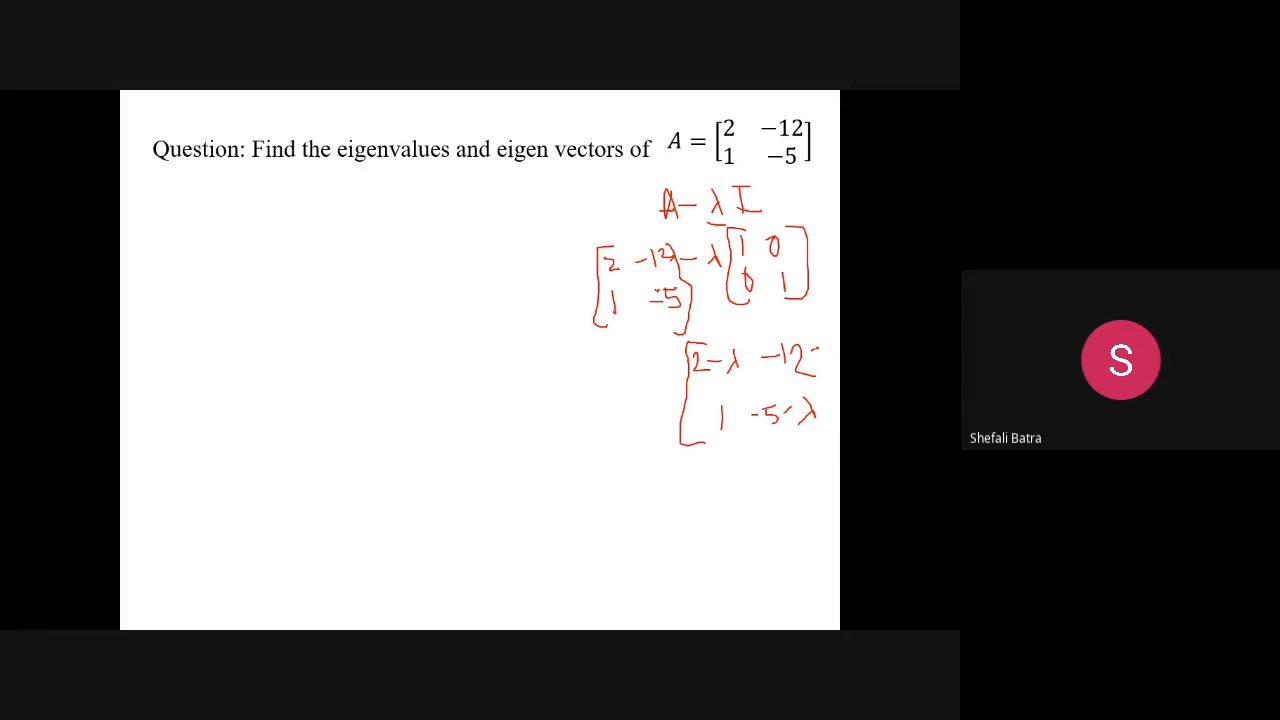 Question: Find the eigenvalues and eigen vectors of A = [2 −12
1 −5]
A − λ I
[2 −12 − λ [1 0
1 −5] 0 1]
[2−λ −12
1 −5−λ
S
Shefali Batra